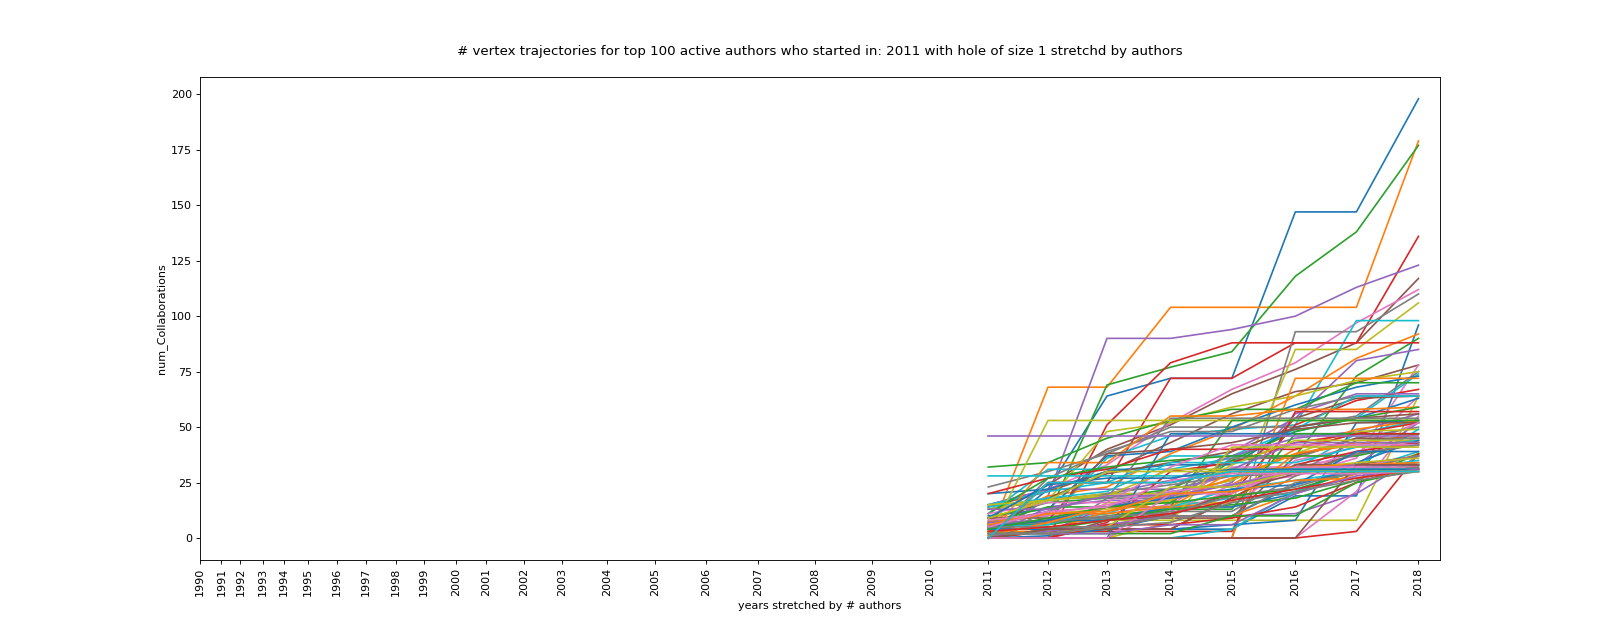 # vertex trajectories for top 100 active authors who started in: 2011 with hole of size 1 stretchd by authors
200
175
150
125
100
75
50
25
0
num_Collaborations
1990 1991 1992 1993 1994 1995 1996 1997 1998 1999 2000 2001 2002 2003 2004 2005 2006 2007 2008 2009 2010 2011 2012 2013 2014 2015 2016 2017 2018
years stretched by # authors